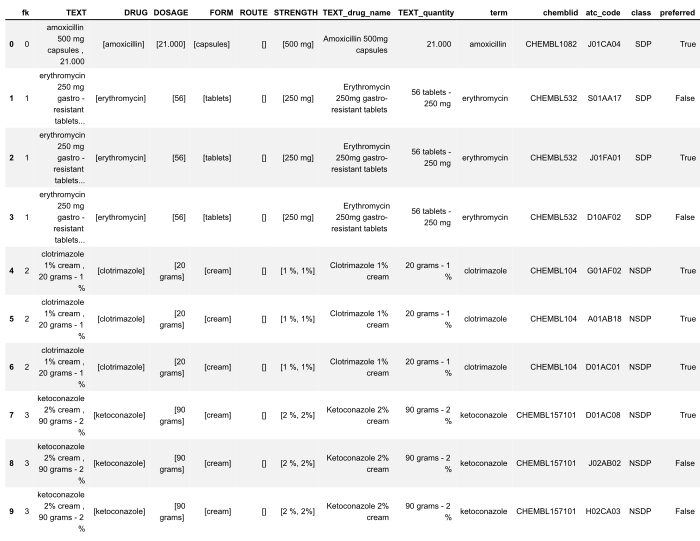 fk TEXT DRUG DOSAGE FORM ROUTE STRENGTH TEXT_drug_name TEXT_quantity term chemblid atc_code class preferred
0 0 amoxicillin 500 mg capsules , 21.000 [amoxicillin] [21.000] [capsules] [] [500 mg] Amoxicillin 500mg capsules 21.000 amoxicillin CHEMBL1082 J01CA04 SDP True
1 1 erythromycin 250 mg gastro - resistant tablets... [erythromycin] [56] [tablets] [] [250 mg] Erythromycin 250mg gastro-resistant tablets 56 tablets - 250 mg erythromycin CHEMBL532 S01AA17 SDP False
2 1 erythromycin 250 mg gastro - resistant tablets... [erythromycin] [56] [tablets] [] [250 mg] Erythromycin 250mg gastro-resistant tablets 56 tablets - 250 mg erythromycin CHEMBL532 J01FA01 SDP True
3 1 erythromycin 250 mg gastro - resistant tablets... [erythromycin] [56] [tablets] [] [250 mg] Erythromycin 250mg gastro-resistant tablets 56 tablets - 250 mg erythromycin CHEMBL532 D10AF02 SDP False
4 2 clotrimazole 1% cream , 20 grams - 1 % [clotrimazole] [20 grams] [cream] [] [1 %, 1%] Clotrimazole 1% cream 20 grams - 1 % clotrimazole CHEMBL104 G01AF02 NSDP True
5 2 clotrimazole 1% cream , 20 grams - 1 % [clotrimazole] [20 grams] [cream] [] [1 %, 1%] Clotrimazole 1% cream 20 grams - 1 % clotrimazole CHEMBL104 A01AB18 NSDP True
6 2 clotrimazole 1% cream , 20 grams - 1 % [clotrimazole] [20 grams] [cream] [] [1 %, 1%] Clotrimazole 1% cream 20 grams - 1 % clotrimazole CHEMBL104 D01AC01 NSDP True
7 3 ketoconazole 2% cream , 90 grams - 2 % [ketoconazole] [90 grams] [cream] [] [2 %, 2%] Ketoconazole 2% cream 90 grams - 2 % ketoconazole CHEMBL157101 D01AC08 NSDP True
8 3 ketoconazole 2% cream , 90 grams - 2 % [ketoconazole] [90 grams] [cream] [] [2 %, 2%] Ketoconazole 2% cream 90 grams - 2 % ketoconazole CHEMBL157101 J02AB02 NSDP False
9 3 ketoconazole 2% cream , 90 grams - 2 % [ketoconazole] [90 grams] [cream] [] [2 %, 2%] Ketoconazole 2% cream 90 grams - 2 % ketoconazole CHEMBL157101 H02CA03 NSDP False